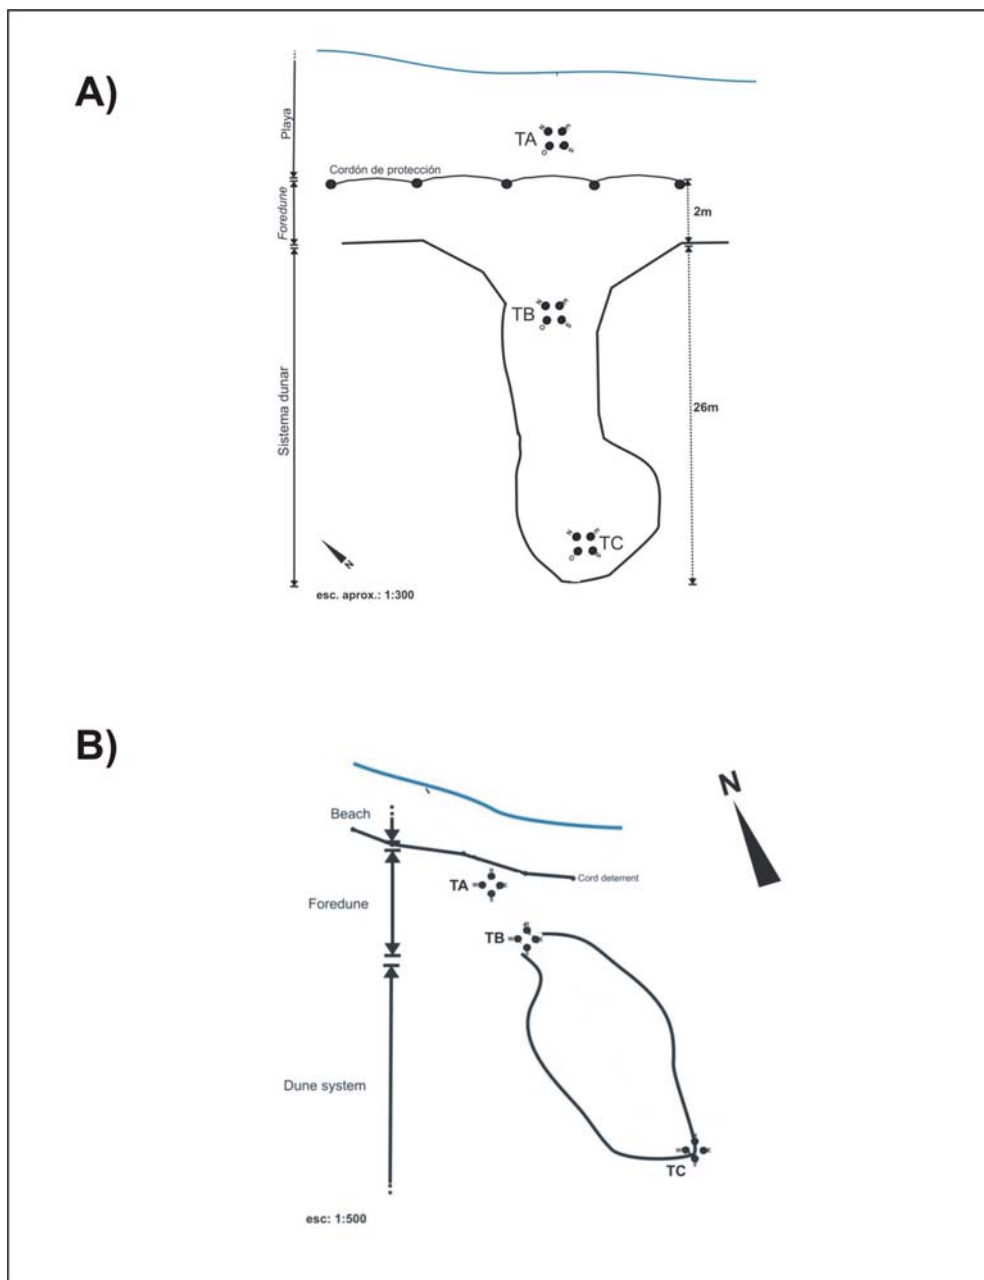 A)
Playa
TA
N
E
O
S
Cordón de protección
Foredune
2m
TB
N
E
O
S
Sistema dunar
26m
TC
N
E
O
S
N
esc. aprox.: 1:300
B)
N
Beach
Cord deterrent
TA
Foredune
TB
Dune system
TC
esc: 1:500